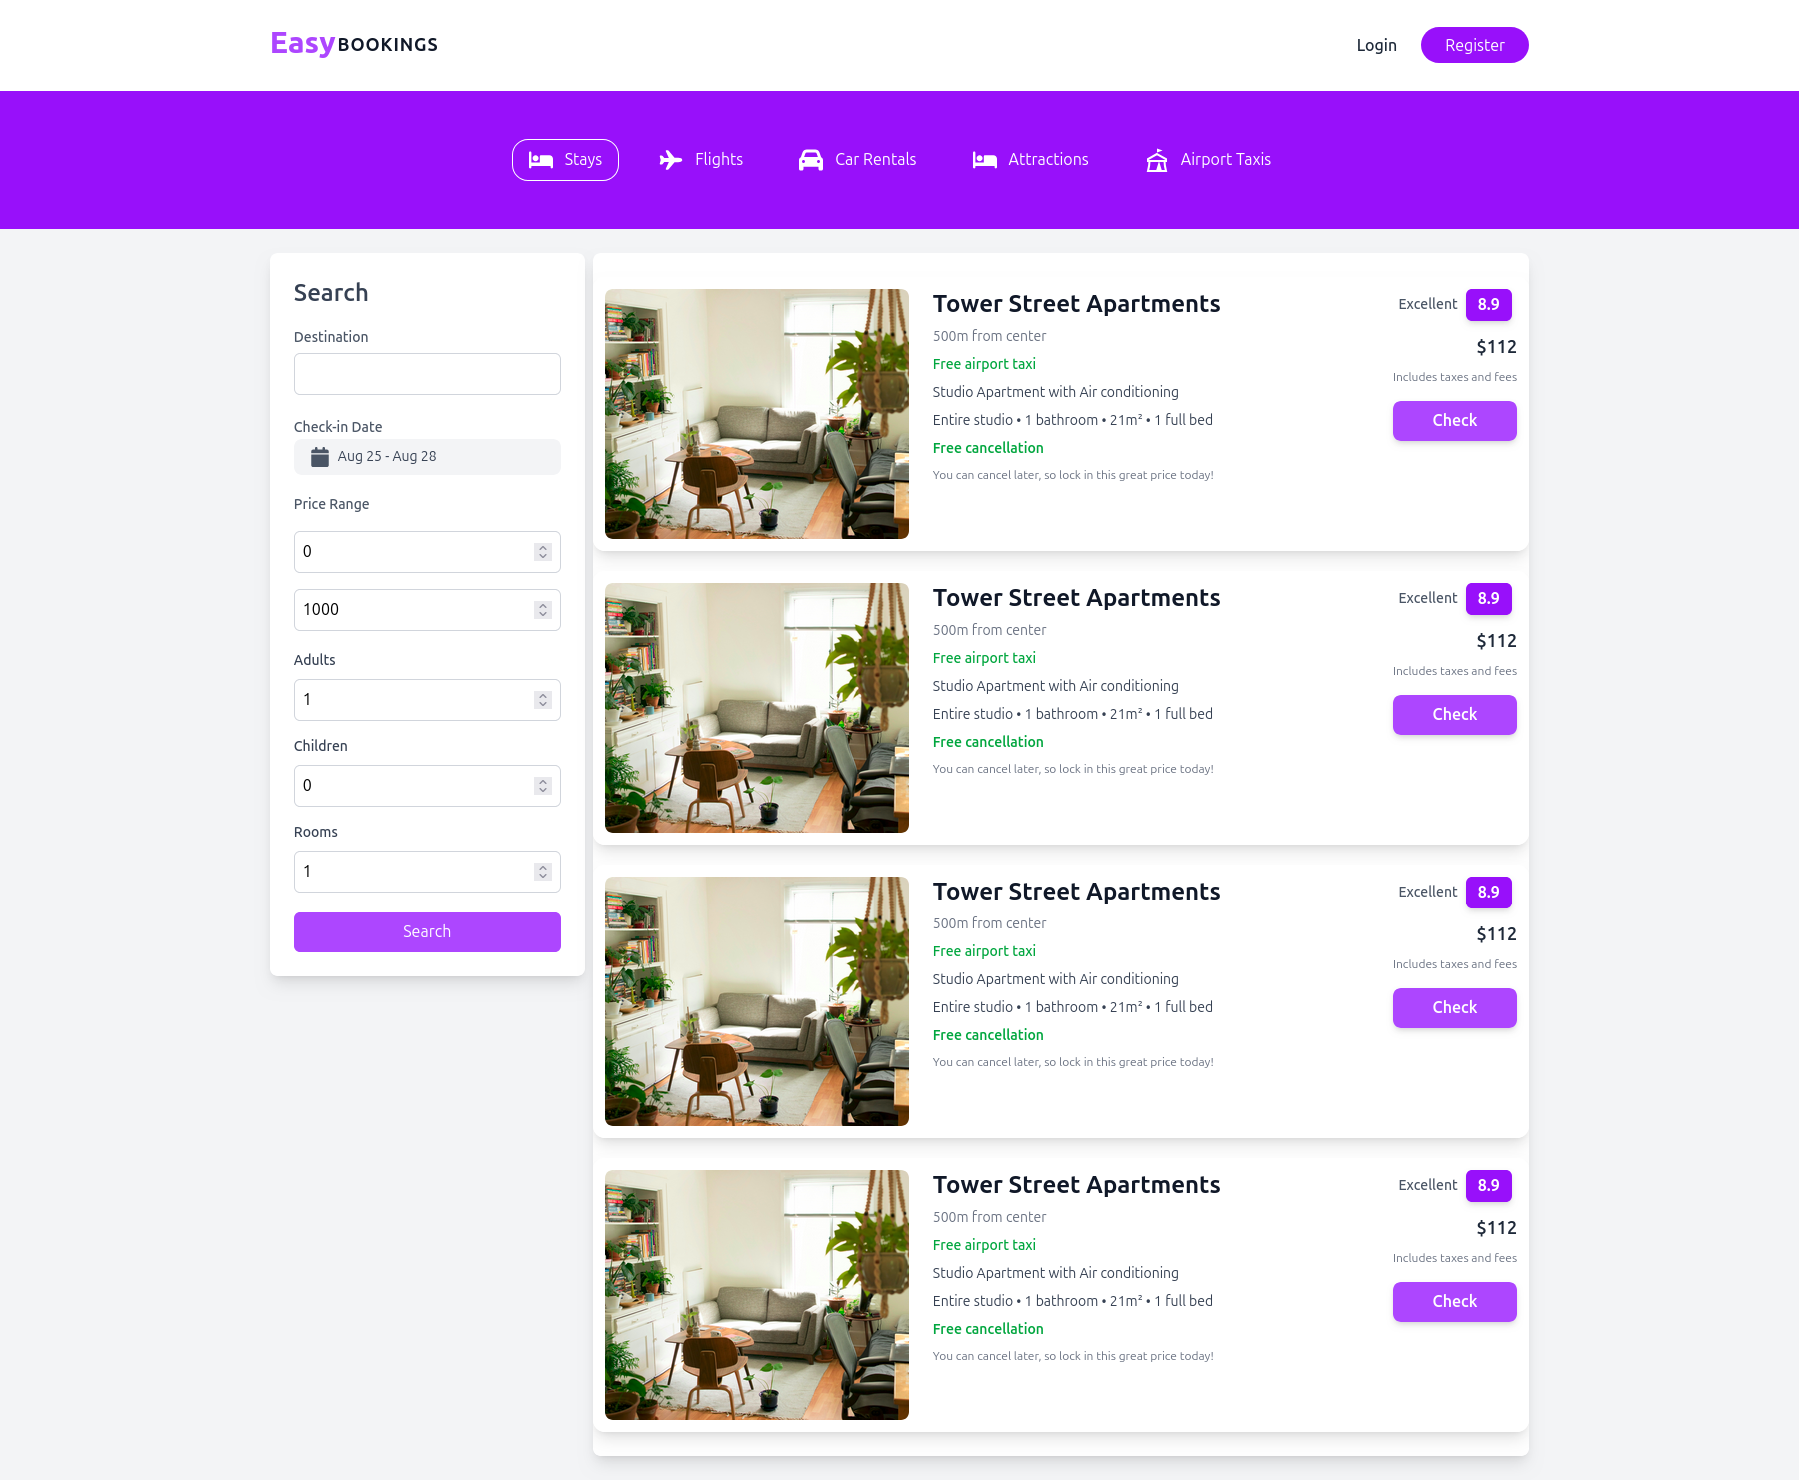 EasyBOOKINGS
Login
Register
Stays
Flights
Car Rentals
Attractions
Airport Taxis
Search
Destination
Check-in Date
Aug 25 - Aug 28
Price Range
0
1000
Adults
1
Children
0
Rooms
1
Search
Tower Street Apartments
500m from center
Free airport taxi
Studio Apartment with Air conditioning
Entire studio • 1 bathroom • 21m² • 1 full bed
Free cancellation
You can cancel later, so lock in this great price today!
Excellent 8.9
$112
Includes taxes and fees
Check
Tower Street Apartments
500m from center
Free airport taxi
Studio Apartment with Air conditioning
Entire studio • 1 bathroom • 21m² • 1 full bed
Free cancellation
You can cancel later, so lock in this great price today!
Excellent 8.9
$112
Includes taxes and fees
Check
Tower Street Apartments
500m from center
Free airport taxi
Studio Apartment with Air conditioning
Entire studio • 1 bathroom • 21m² • 1 full bed
Free cancellation
You can cancel later, so lock in this great price today!
Excellent 8.9
$112
Includes taxes and fees
Check
Tower Street Apartments
500m from center
Free airport taxi
Studio Apartment with Air conditioning
Entire studio • 1 bathroom • 21m² • 1 full bed
Free cancellation
You can cancel later, so lock in this great price today!
Excellent 8.9
$112
Includes taxes and fees
Check